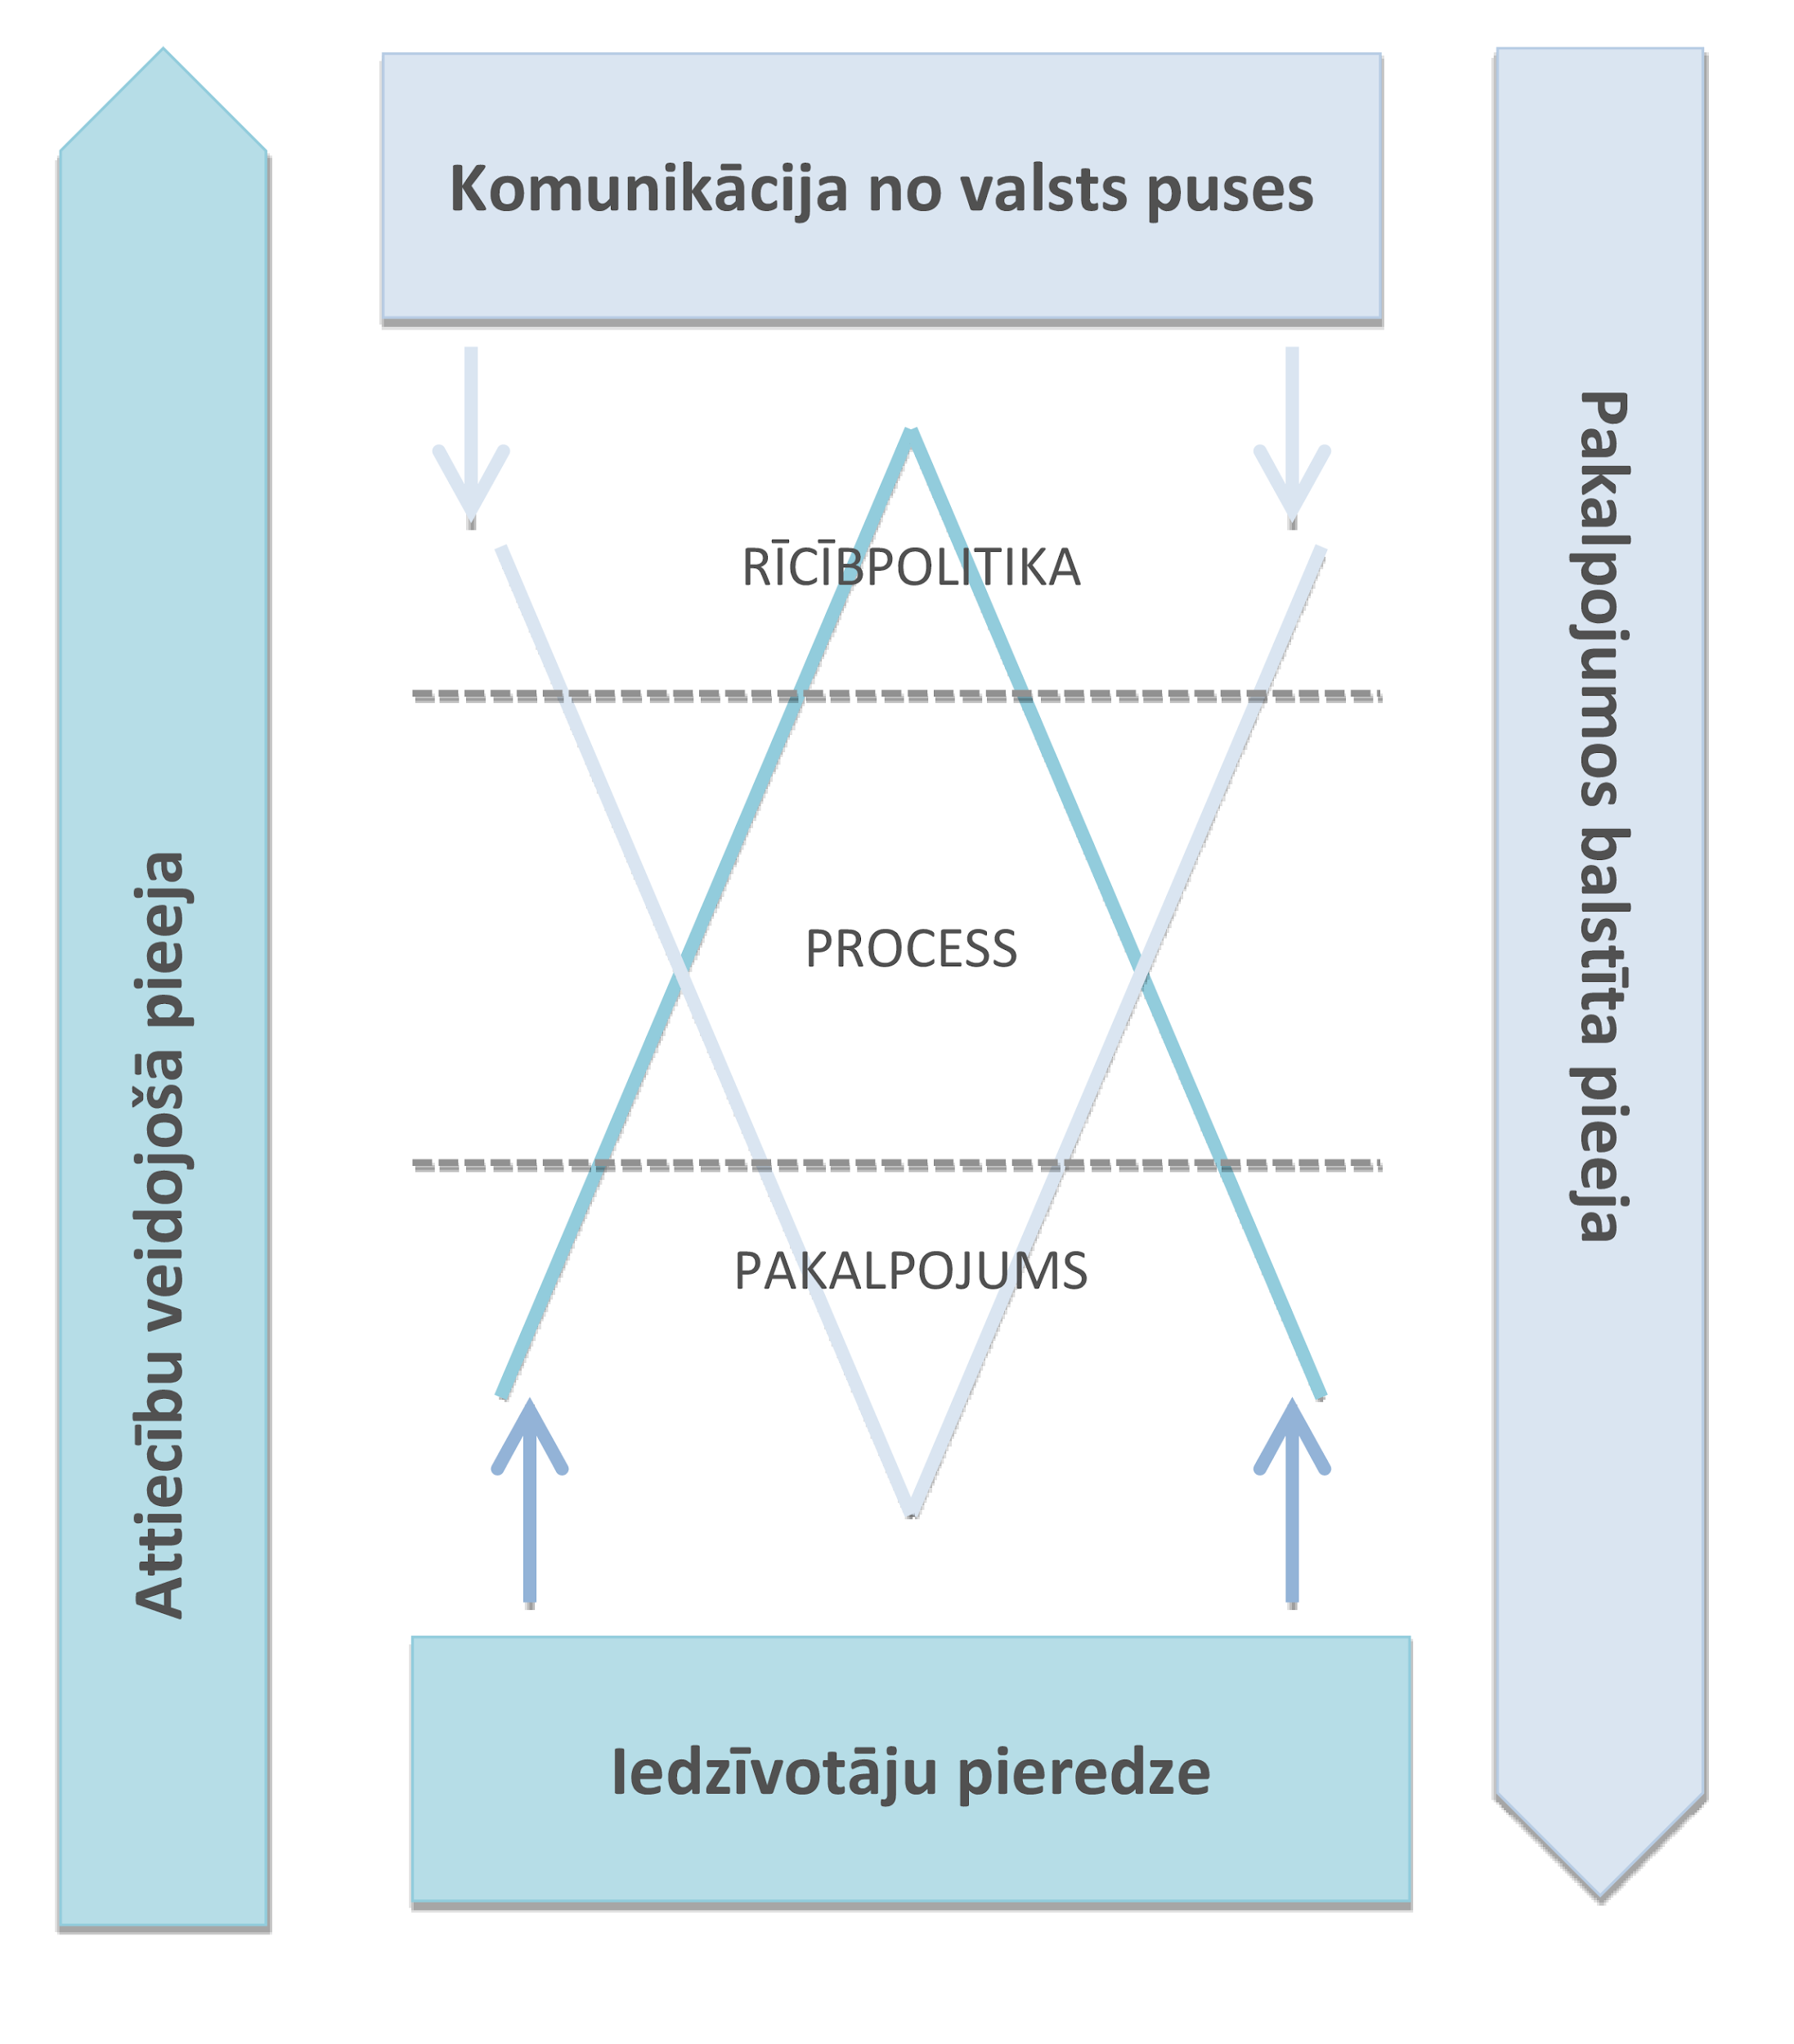 Komunikācija no valsts puses
Attiecību veidojošā pieeja
RĪCĪBPOLITIKA
PROCESS
PAKALPOJUMS
Pakalpojumos balstīta pieeja
Iedzīvotāju pieredze